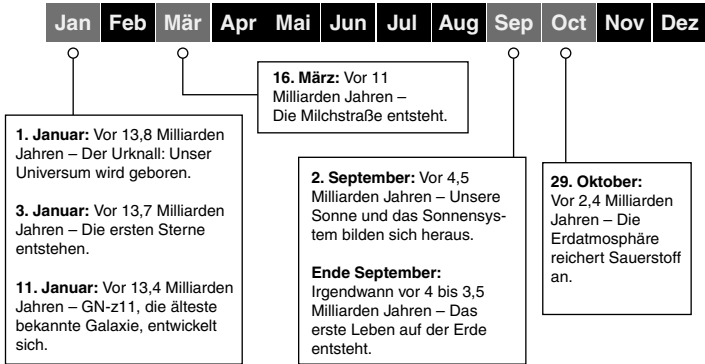 Jan Feb Mär Apr Mai Jun Jul Aug Sep Oct Nov Dez
16. März: Vor 11
Milliarden Jahren –
Die Milchstraße entsteht.
1. Januar: Vor 13,8 Milliarden
Jahren – Der Urknall: Unser
Universum wird geboren.
3. Januar: Vor 13,7 Milliarden
Jahren – Die ersten Sterne
entstehen.
11. Januar: Vor 13,4 Milliarden
Jahren – GN-z11, die älteste
bekannte Galaxie, entwickelt
sich.
2. September: Vor 4,5
Milliarden Jahren – Unsere
Sonne und das Sonnensys-
tem bilden sich heraus.
Ende September:
Irgendwann vor 4 bis 3,5
Milliarden Jahren – Das
erste Leben auf der Erde
entsteht.
29. Oktober:
Vor 2,4 Milliarden
Jahren – Die
Erdatmosphäre
reichert Sauerstoff
an.